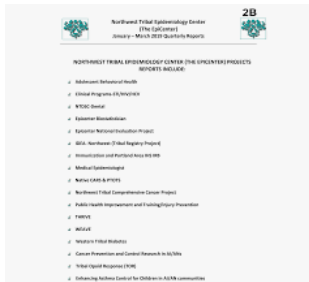 2B
Northwest Tribal Epidemiology Center
(The EpiCenter)
January – March 2019 Quarterly Reports
NORTHWEST TRIBAL EPIDEMIOLOGY CENTER (THE EPICENTER) PROJECTS
REPORTS INCLUDE:
Adolescent Behavioral Health
Clinical Programs-STI/HIV/HCV
NTDSC-Dental
Epicenter Biostatistician
Epicenter National Evaluation Project
IDEA- Northwest (Tribal Registry Project)
Immunization and Portland Area IHS IRB
Medical Epidemiologist
Native CARS & PTOTS
Northwest Tribal Comprehensive Cancer Project
Public Health Improvement and Training/Injury Prevention
THRIVE
WEAVE
Western Tribal Diabetes
Cancer Prevention and Control Research in AI/ANs
Tribal Opioid Response (TOR)
Enhancing Asthma Control for Children in AI/AN communities